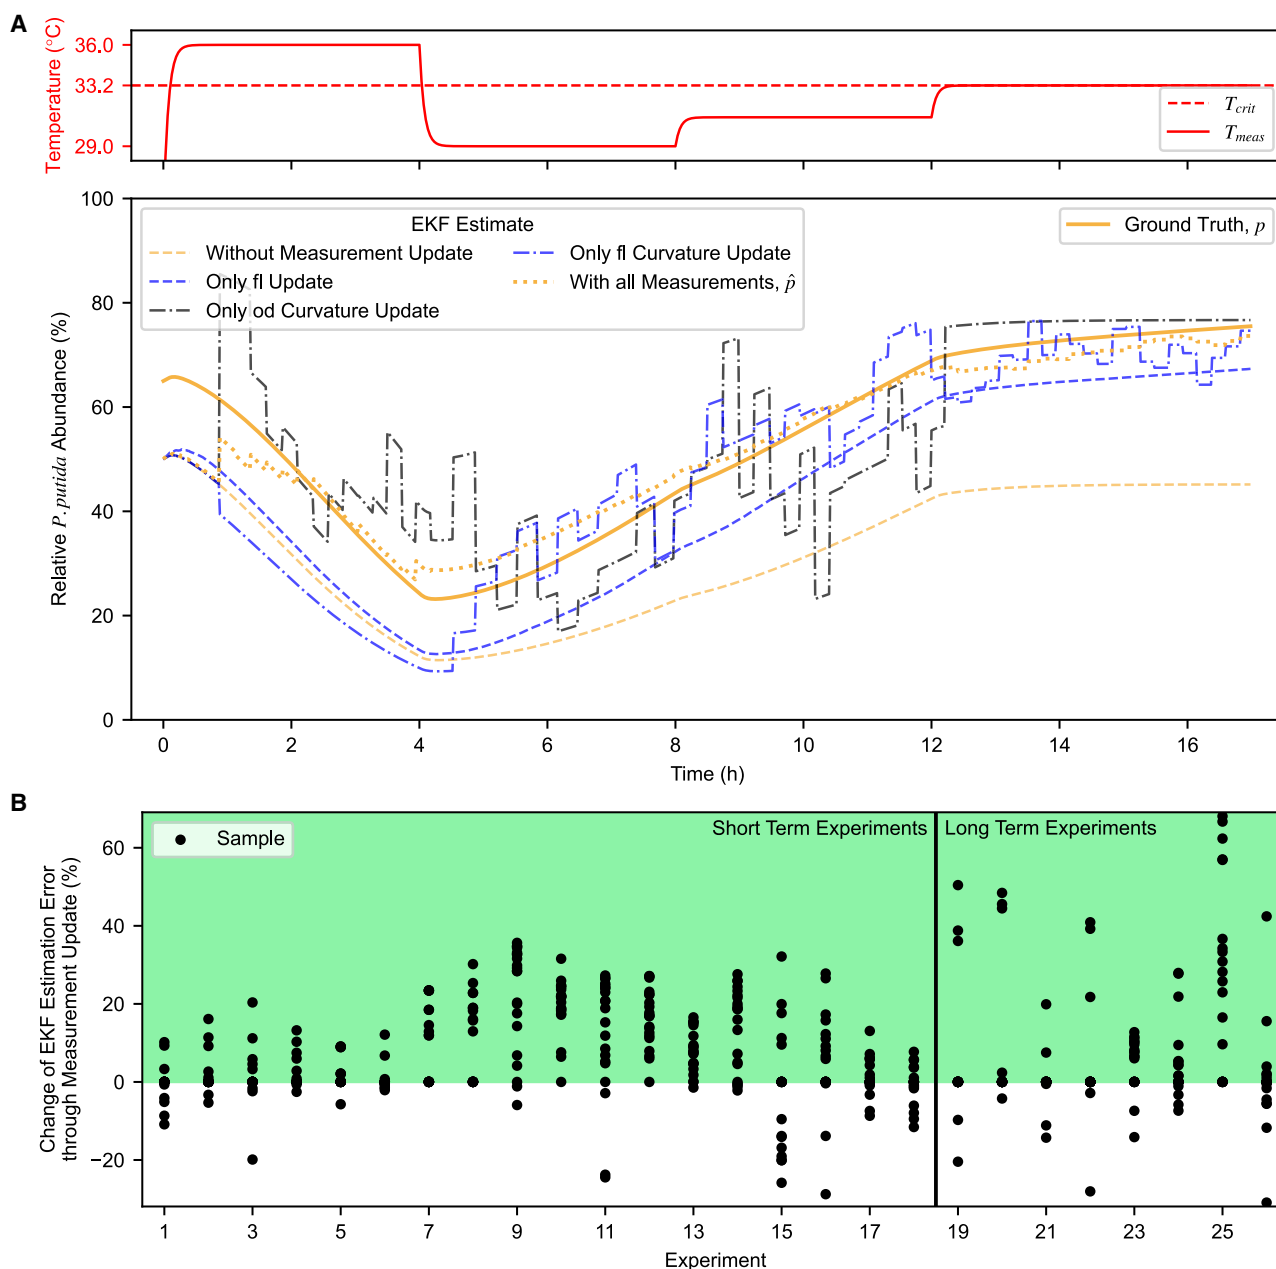 A
Temperature (°C)
36.0
33.2
29.0
T_crit
T_meas
Relative P. putida Abundance (%)
100
80
60
40
20
0
EKF Estimate
Without Measurement Update
Only fl Update
Only od Curvature Update
Only fl Curvature Update
With all Measurements, p̂
Ground Truth, p
0 2 4 6 8 10 12 14 16
Time (h)
B
Change of EKF Estimation Error
through Measurement Update (%)
60
40
20
0
−20
Sample
Short Term Experiments
Long Term Experiments
1 3 5 7 9 11 13 15 17 19 21 23 25
Experiment